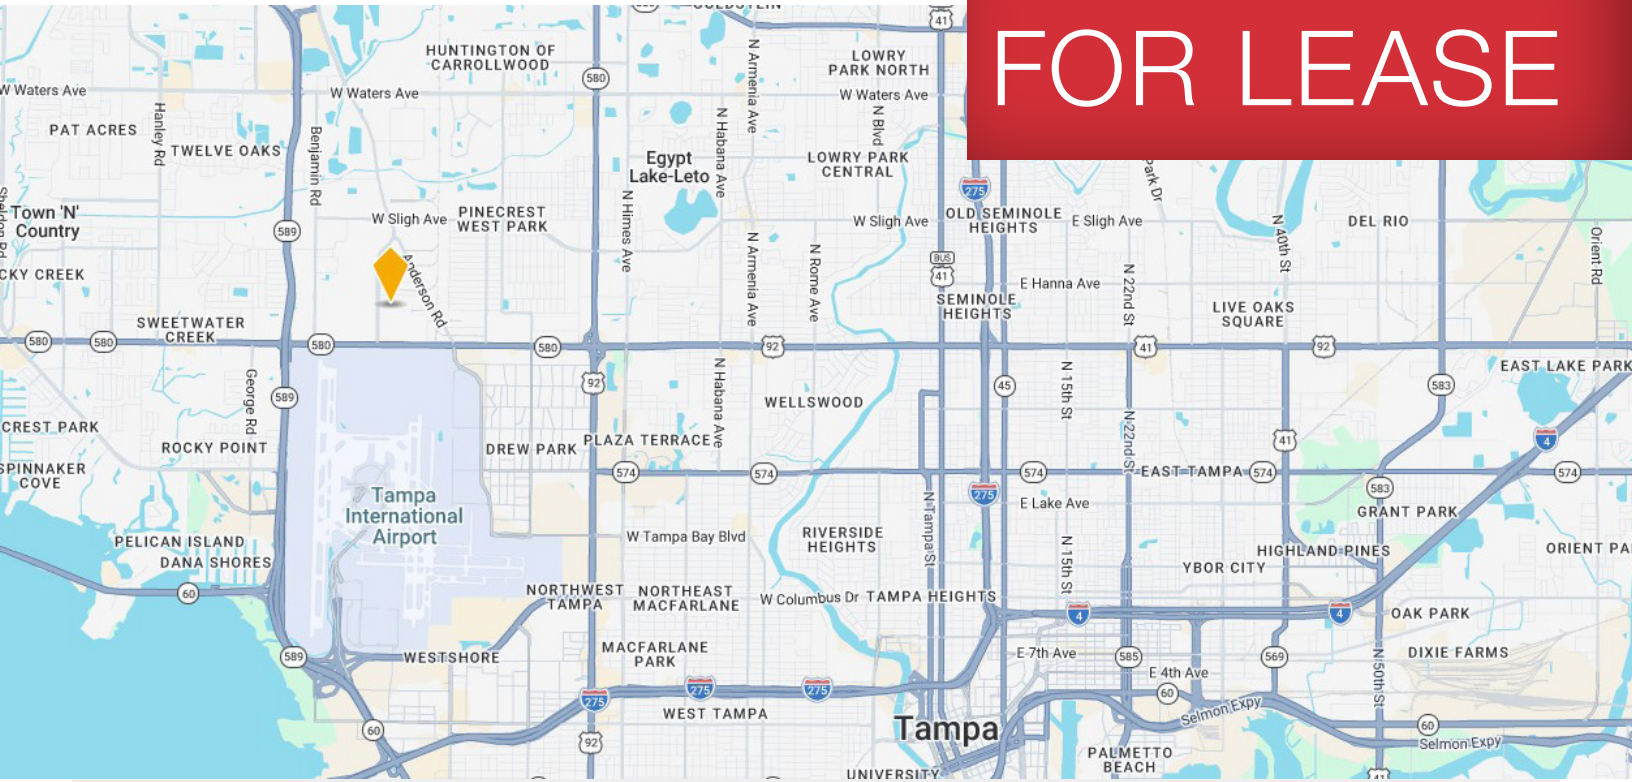 GOLDSTEIN
41
FOR LEASE
HUNTINGTON OF
CARROLLWOOD
LOWRY
PARK NORTH
N Armenia Ave
580
W Waters Ave
W Waters Ave
W Waters Ave
Hanley Rd
PAT ACRES
TWELVE OAKS
Benjamin Rd
N Habana Ave
N Blvd
Egypt
Lake-Leto
LOWRY PARK
CENTRAL
275
Park Dr
Sheldon Rd
Town 'N'
Country
589
W Sligh Ave
PINECREST
WEST PARK
N Himes Ave
W Sligh Ave
OLD SEMINOLE
HEIGHTS
E Sligh Ave
N 40th St
DEL RIO
Orient Rd
CKY CREEK
Anderson Rd
N Armenia Ave
N Rome Ave
BUS
41
E Hanna Ave
N 22nd St
SEMINOLE
HEIGHTS
LIVE OAKS
SQUARE
SWEETWATER
CREEK
580
580
580
580
92
41
92
EAST LAKE PARK
George Rd
589
92
N Habana Ave
WELLSWOOD
45
N 15th St
583
CREST PARK
ROCKY POINT
DREW PARK
PLAZA TERRACE
N 22nd St
41
4
SPINNAKER
COVE
574
574
574
EAST TAMPA
574
574
Tampa
International
Airport
275
583
E Lake Ave
GRANT PARK
N Tampa St
PELICAN ISLAND
DANA SHORES
W Tampa Bay Blvd
RIVERSIDE
HEIGHTS
N 15th St
HIGHLAND PINES
YBOR CITY
ORIENT PA
60
NORTHWEST
TAMPA
NORTHEAST
MACFARLANE
W Columbus Dr
TAMPA HEIGHTS
4
4
OAK PARK
589
WESTSHORE
MACFARLANE
PARK
E 7th Ave
585
569
DIXIE FARMS
N 50th St
E 4th Ave
275
275
275
60
WEST TAMPA
Selmon Expy
60
Tampa
60
92
Selmon Expy
PALMETTO
BEACH
UNIVERSITY
41